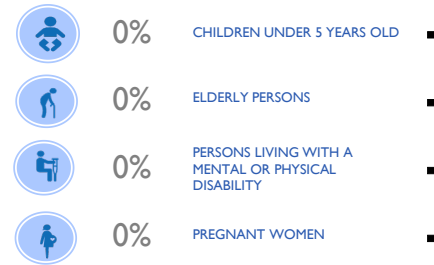 0% CHILDREN UNDER 5 YEARS OLD
0% ELDERLY PERSONS
0% PERSONS LIVING WITH A
MENTAL OR PHYSICAL
DISABILITY
0% PREGNANT WOMEN